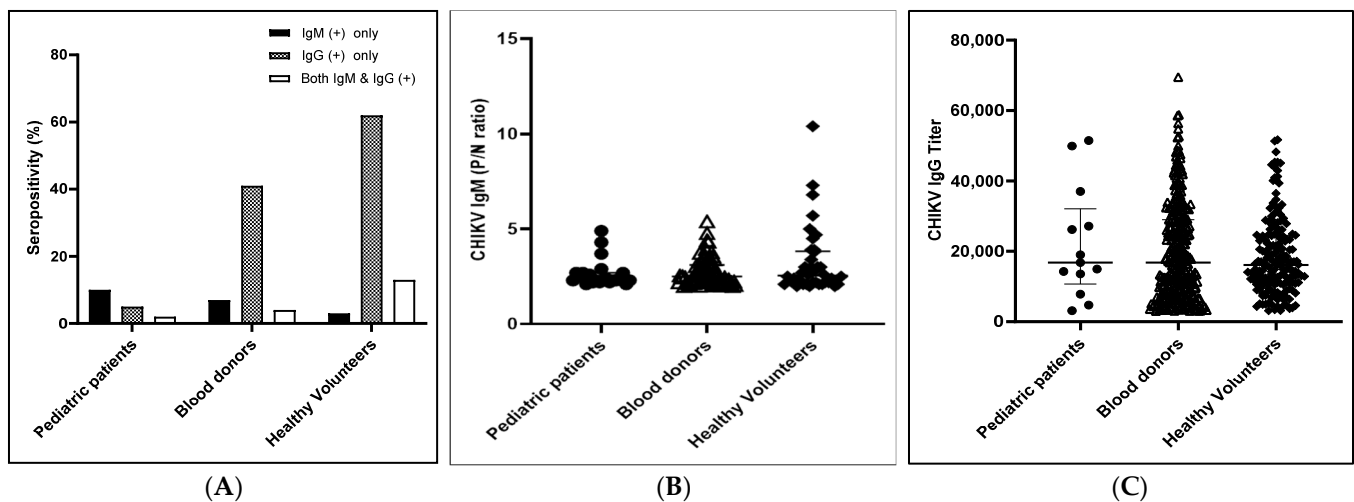 IgM (+) only
IgG (+) only
Both IgM & IgG (+)
Seropositivity (%)
80
60
40
20
0
Pediatric patients
Blood donors
Healthy Volunteers
(A)
CHIKV IgM (P/N ratio)
15
10
5
0
Pediatric patients
Blood donors
Healthy Volunteers
(B)
CHIKV IgG Titer
80,000
60,000
40,000
20,000
0
Pediatric patients
Blood donors
Healthy Volunteers
(C)